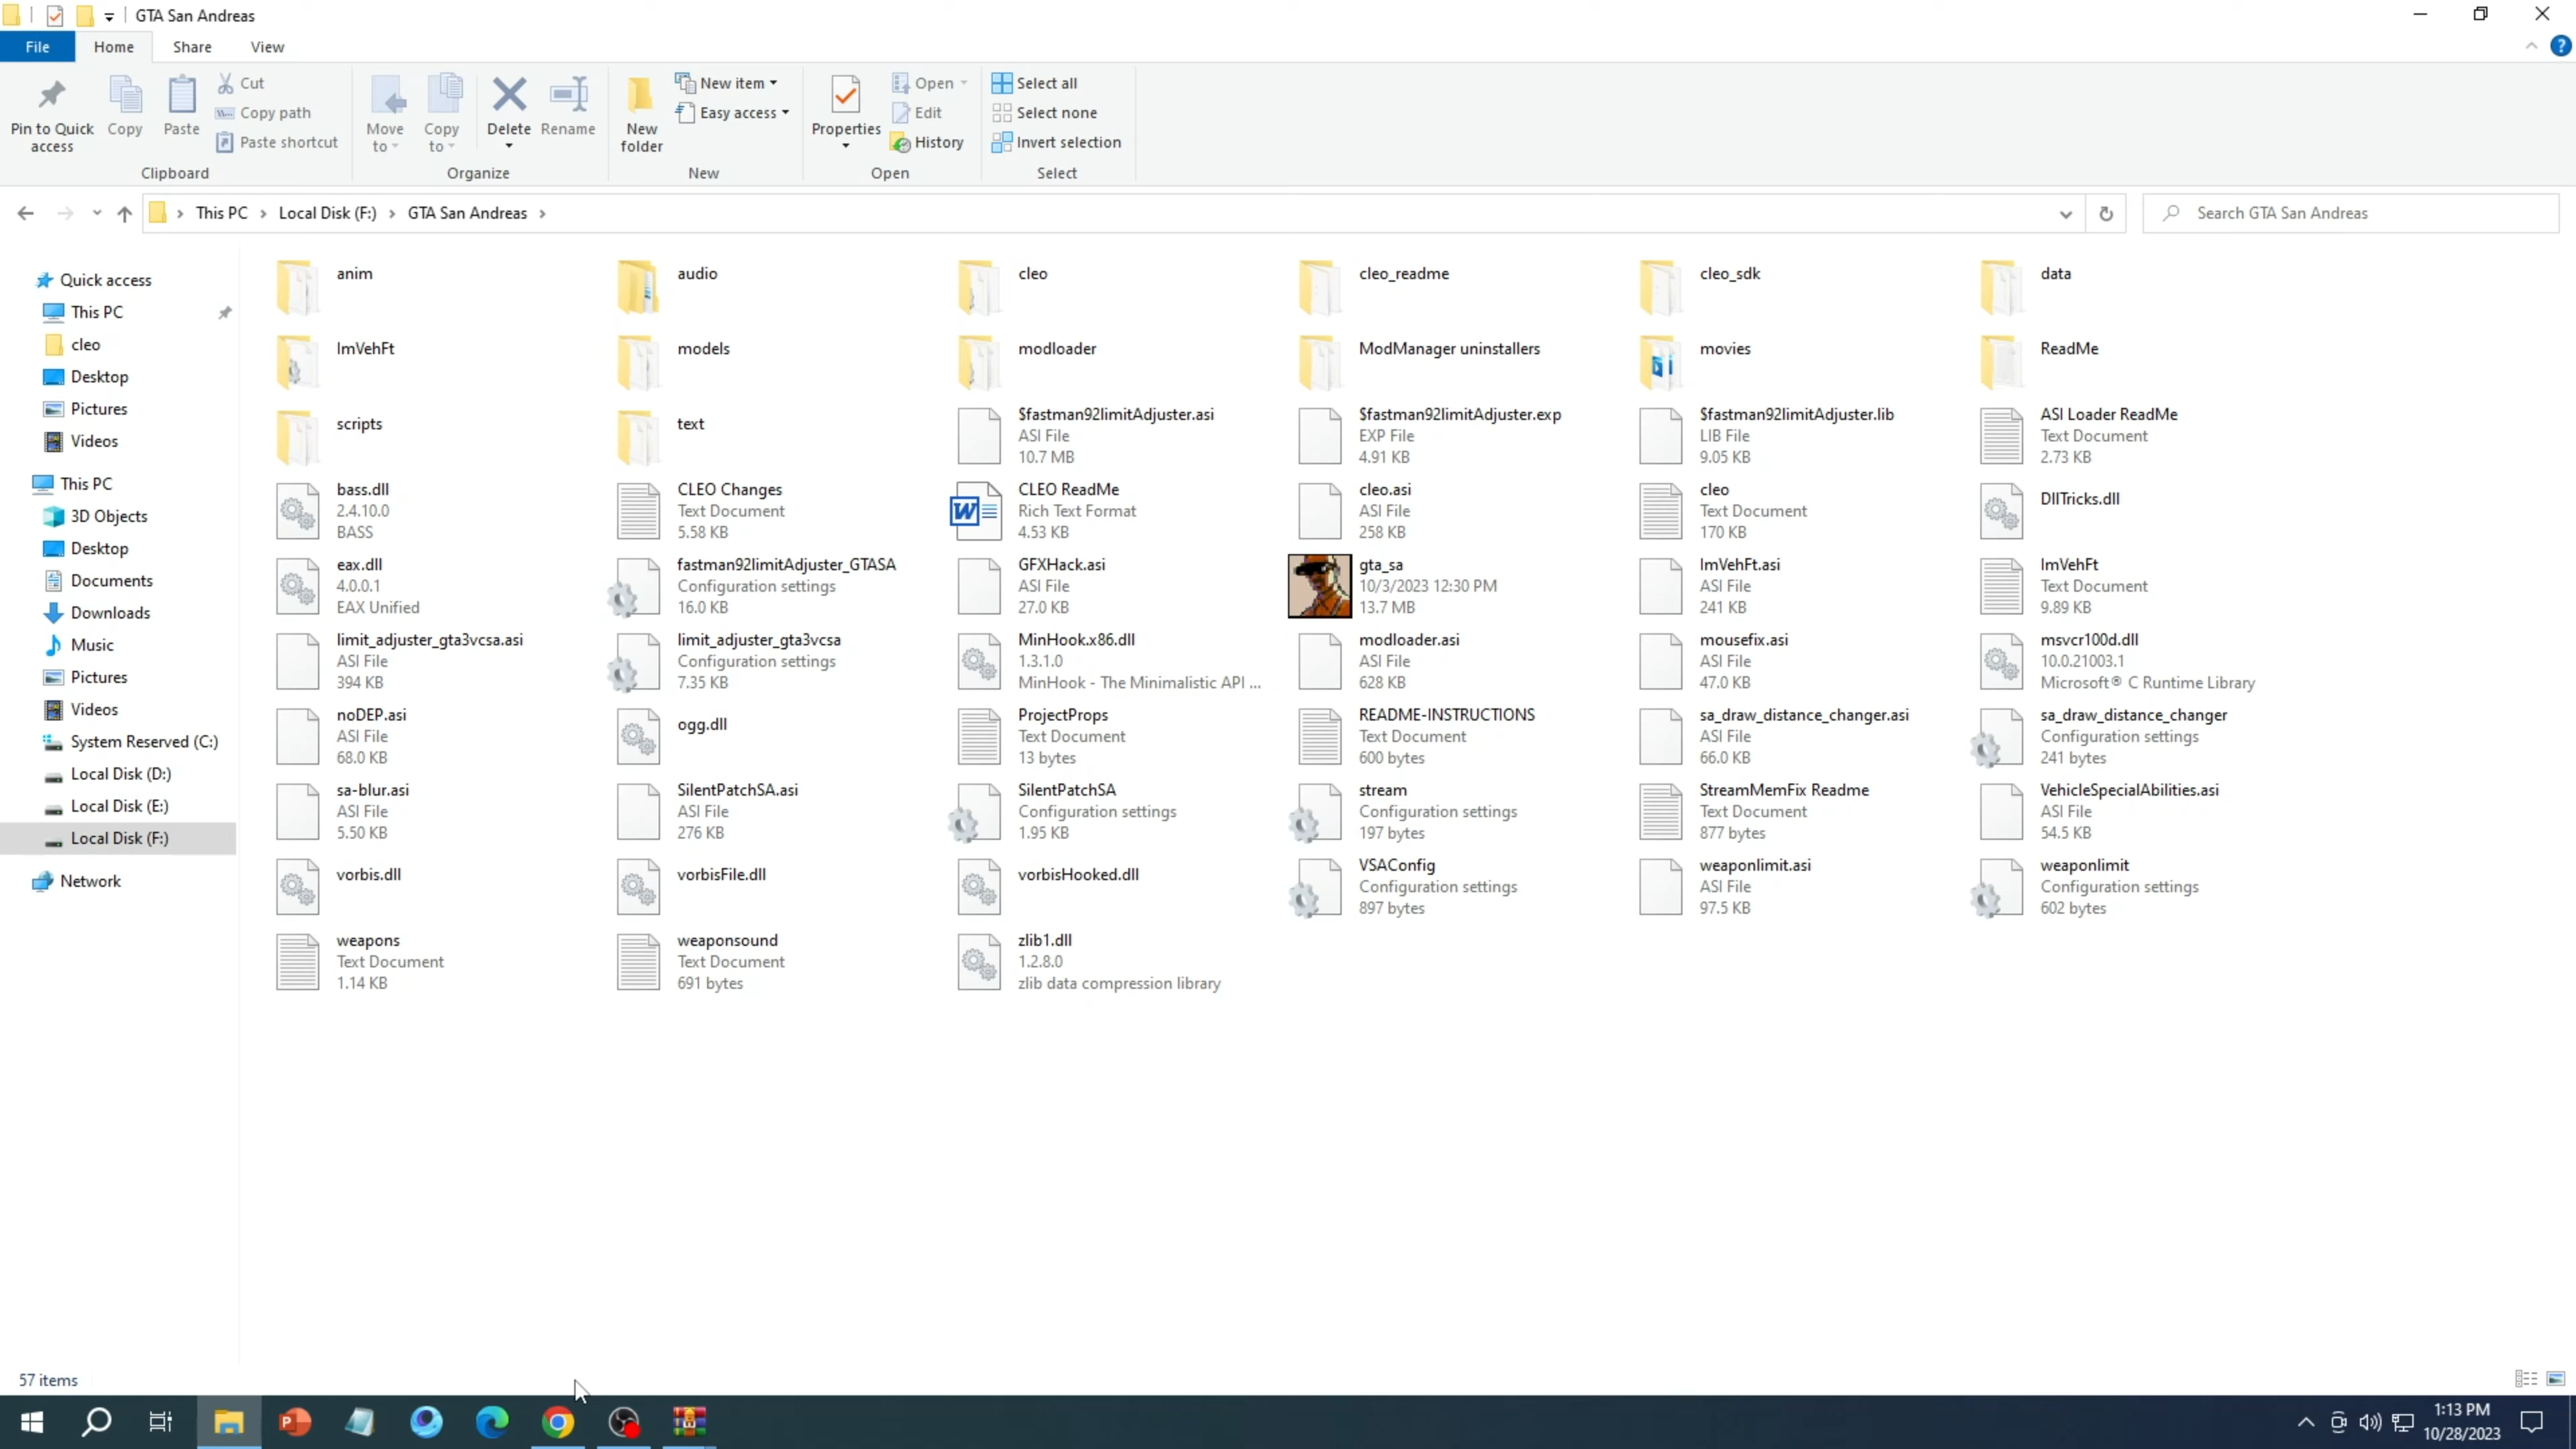 GTA San Andreas
File
Home
Share
View
Pin to Quick
access
Copy
Paste
Cut
Copy path
Paste shortcut
Clipboard
Move
to
Copy
to
Delete
Rename
Organize
New
folder
New item
Easy access
New
Properties
Open
Edit
History
Open
Select all
Select none
Invert selection
Select
This PC
Local Disk (F:)
GTA San Andreas
Search GTA San Andreas
Quick access
This PC
cleo
Desktop
Pictures
Videos
This PC
3D Objects
Desktop
Documents
Downloads
Music
Pictures
Videos
System Reserved (C:)
Local Disk (D:)
Local Disk (E:)
Local Disk (F:)
Network
anim
audio
cleo
cleo_readme
cleo_sdk
data
ImVehFt
models
modloader
ModManager uninstallers
movies
ReadMe
scripts
text
$fastman92limitAdjuster.asi
ASI File
10.7 MB
$fastman92limitAdjuster.exp
EXP File
4.91 KB
$fastman92limitAdjuster.lib
LIB File
9.05 KB
ASI Loader ReadMe
Text Document
2.73 KB
bass.dll
2.4.10.0
BASS
CLEO Changes
Text Document
5.58 KB
CLEO ReadMe
Rich Text Format
4.53 KB
cleo.asi
ASI File
258 KB
cleo
Text Document
170 KB
DllTricks.dll
eax.dll
4.0.0.1
EAX Unified
fastman92limitAdjuster_GTASA
Configuration settings
16.0 KB
GFXHack.asi
ASI File
27.0 KB
gta_sa
10/3/2023 12:30 PM
13.7 MB
ImVehFt.asi
ASI File
241 KB
ImVehFt
Text Document
9.89 KB
limit_adjuster_gta3vcsa.asi
ASI File
394 KB
limit_adjuster_gta3vcsa
Configuration settings
7.35 KB
MinHook.x86.dll
1.3.1.0
MinHook - The Minimalistic API ...
modloader.asi
ASI File
628 KB
mousefix.asi
ASI File
47.0 KB
msvcr100d.dll
10.0.21003.1
Microsoft® C Runtime Library
noDEP.asi
ASI File
68.0 KB
ogg.dll
ProjectProps
Text Document
13 bytes
README-INSTRUCTIONS
Text Document
600 bytes
sa_draw_distance_changer.asi
ASI File
66.0 KB
sa_draw_distance_changer
Configuration settings
241 bytes
sa-blur.asi
ASI File
5.50 KB
SilentPatchSA.asi
ASI File
276 KB
SilentPatchSA
Configuration settings
1.95 KB
stream
Configuration settings
197 bytes
StreamMemFix Readme
Text Document
877 bytes
VehicleSpecialAbilities.asi
ASI File
54.5 KB
vorbis.dll
vorbisFile.dll
vorbisHooked.dll
VSAConfig
Configuration settings
897 bytes
weaponlimit.asi
ASI File
97.5 KB
weaponlimit
Configuration settings
602 bytes
weapons
Text Document
1.14 KB
weaponsound
Text Document
691 bytes
zlib1.dll
1.2.8.0
zlib data compression library
57 items
1:13 PM
10/28/2023